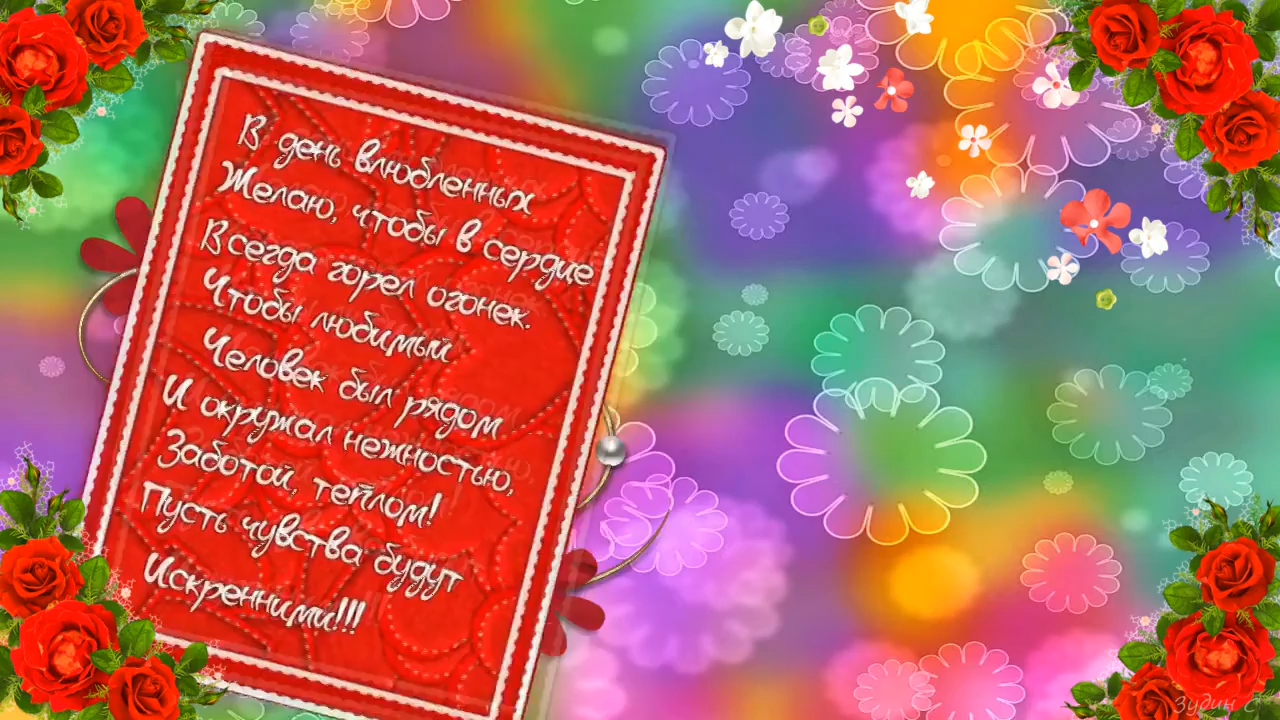 В день влюбленных
Желаю, чтобы в сердце
Всегда горел огонек.
Чтобы любимый
Человек был рядом
И окружал нежностью,
Заботой, теплом!
Пусть чувства будут
Искренними!!!
Зудин С